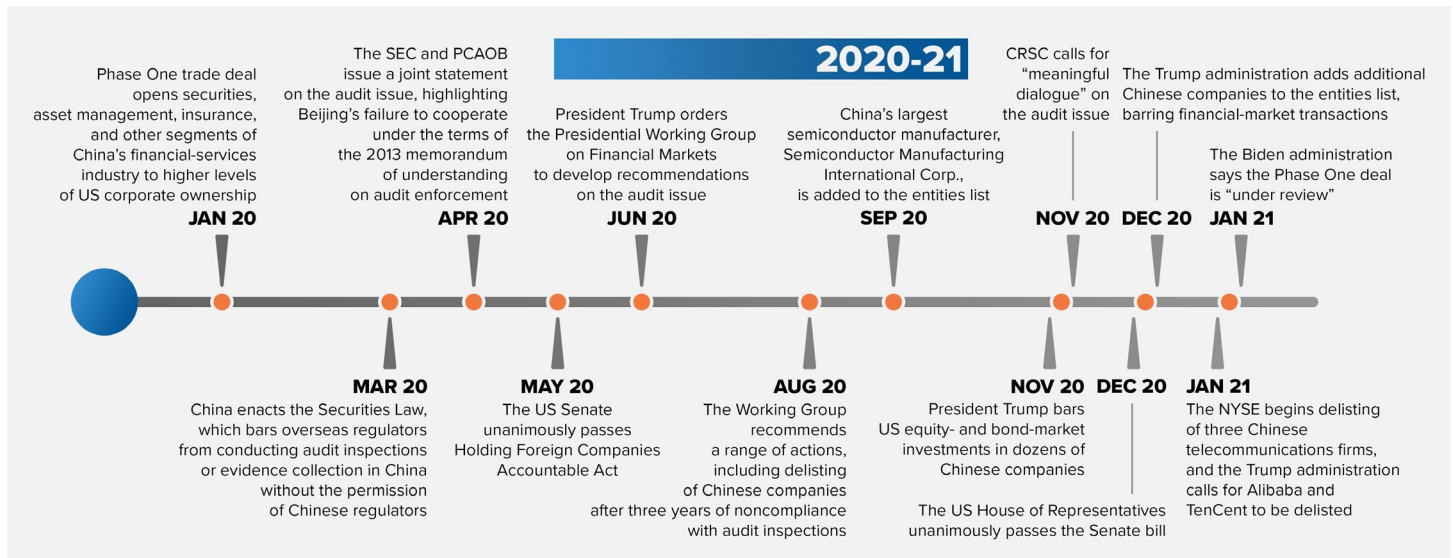 2020-21
Phase One trade deal
opens securities,
asset management, insurance,
and other segments of
China’s financial-services
industry to higher levels
of US corporate ownership
JAN 20
The SEC and PCAOB
issue a joint statement
on the audit issue, highlighting
Beijing’s failure to cooperate
under the terms of
the 2013 memorandum
of understanding
on audit enforcement
APR 20
President Trump orders
the Presidential Working Group
on Financial Markets
to develop recommendations
on the audit issue
JUN 20
China’s largest
semiconductor manufacturer,
Semiconductor Manufacturing
International Corp.,
is added to the entities list
SEP 20
CRSC calls for
“meaningful
dialogue” on
the audit issue
NOV 20
The Trump administration adds additional
Chinese companies to the entities list,
barring financial-market transactions
DEC 20
The Biden administration
says the Phase One deal
is “under review”
JAN 21
MAR 20
China enacts the Securities Law,
which bars overseas regulators
from conducting audit inspections
or evidence collection in China
without the permission
of Chinese regulators
MAY 20
The US Senate
unanimously passes
Holding Foreign Companies
Accountable Act
AUG 20
The Working Group
recommends
a range of actions,
including delisting
of Chinese companies
after three years of noncompliance
with audit inspections
NOV 20
President Trump bars
US equity- and bond-market
investments in dozens of
Chinese companies
DEC 20
The US House of Representatives
unanimously passes the Senate bill
JAN 21
The NYSE begins delisting
of three Chinese
telecommunications firms,
and the Trump administration
calls for Alibaba and
TenCent to be delisted